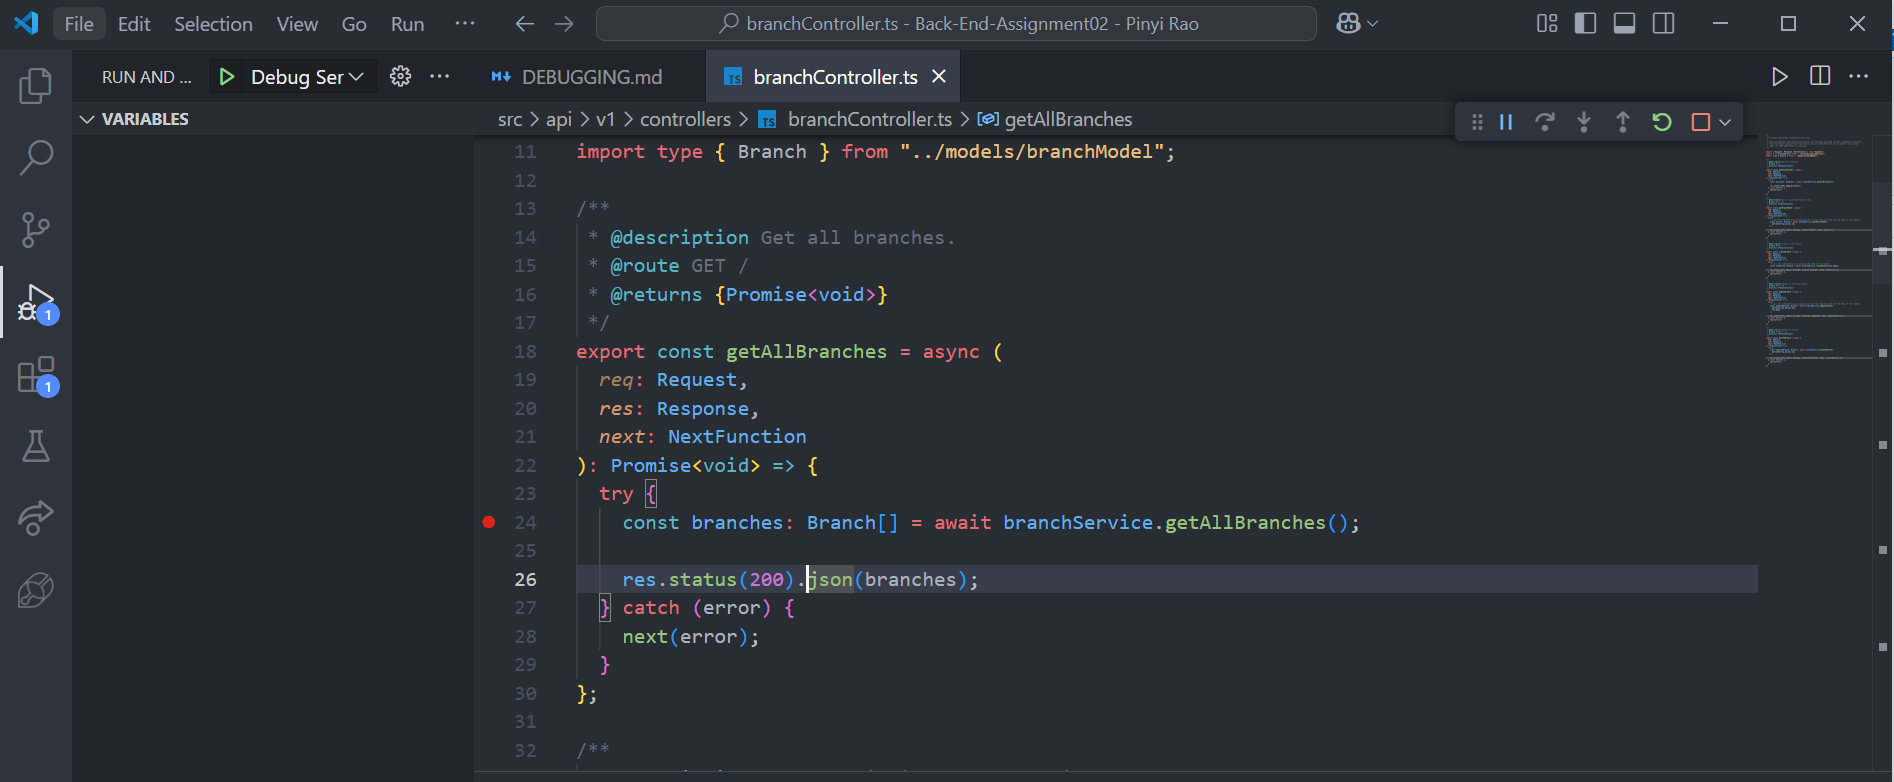 File Edit Selection View Go Run ··· branchController.ts - Back-End-Assignment02 - Pinyi Rao
RUN AND ... Debug Ser DEBUGGING.md TS branchController.ts
VARIABLES
src > api > v1 > controllers > TS branchController.ts > getAllBranches
11 import type { Branch } from "../models/branchModel";
12
13 /**
14 * @description Get all branches.
15 * @route GET /
16 * @returns {Promise<void>}
17 */
18 export const getAllBranches = async (
19 req: Request,
20 res: Response,
21 next: NextFunction
22 ): Promise<void> => {
23 try {
24 const branches: Branch[] = await branchService.getAllBranches();
25
26 res.status(200).json(branches);
27 } catch (error) {
28 next(error);
29 }
30 };
31
32 /**
1
1